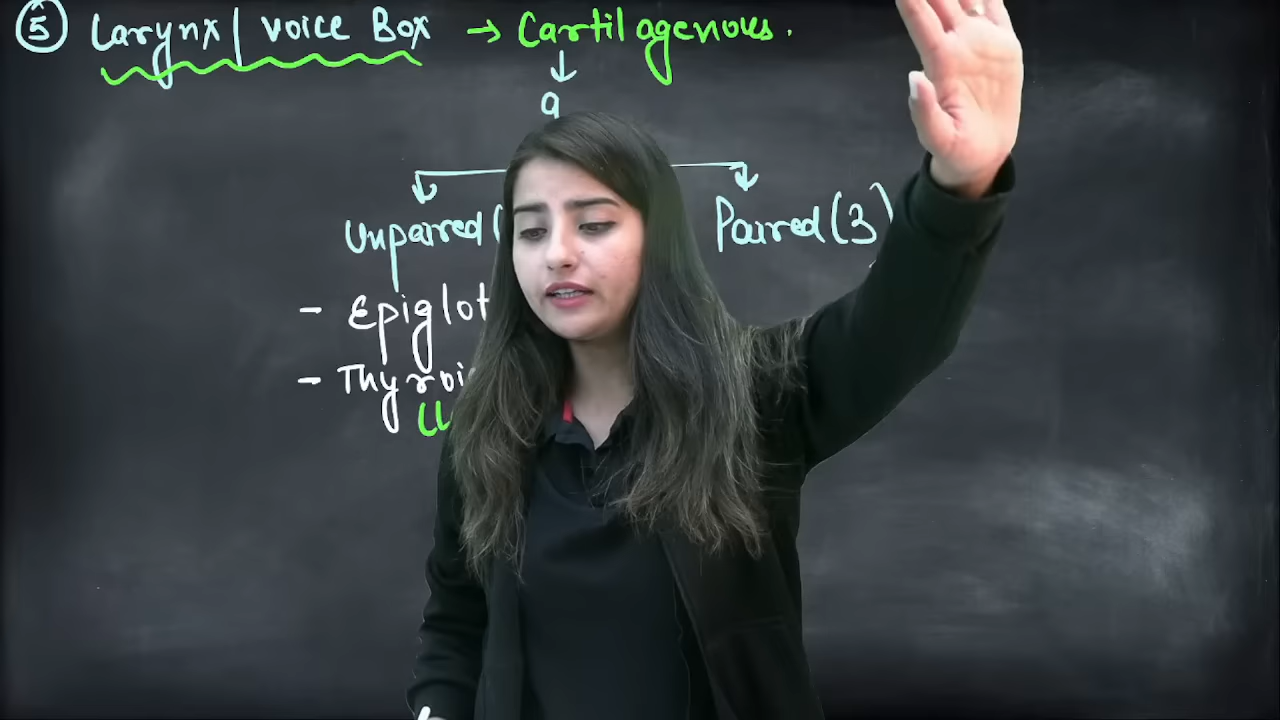 ⑤ Larynx | Voice Box → Cartilagenous.
↓
9
Unpaired( Paired(3)
- Epiglot
- Thyroi